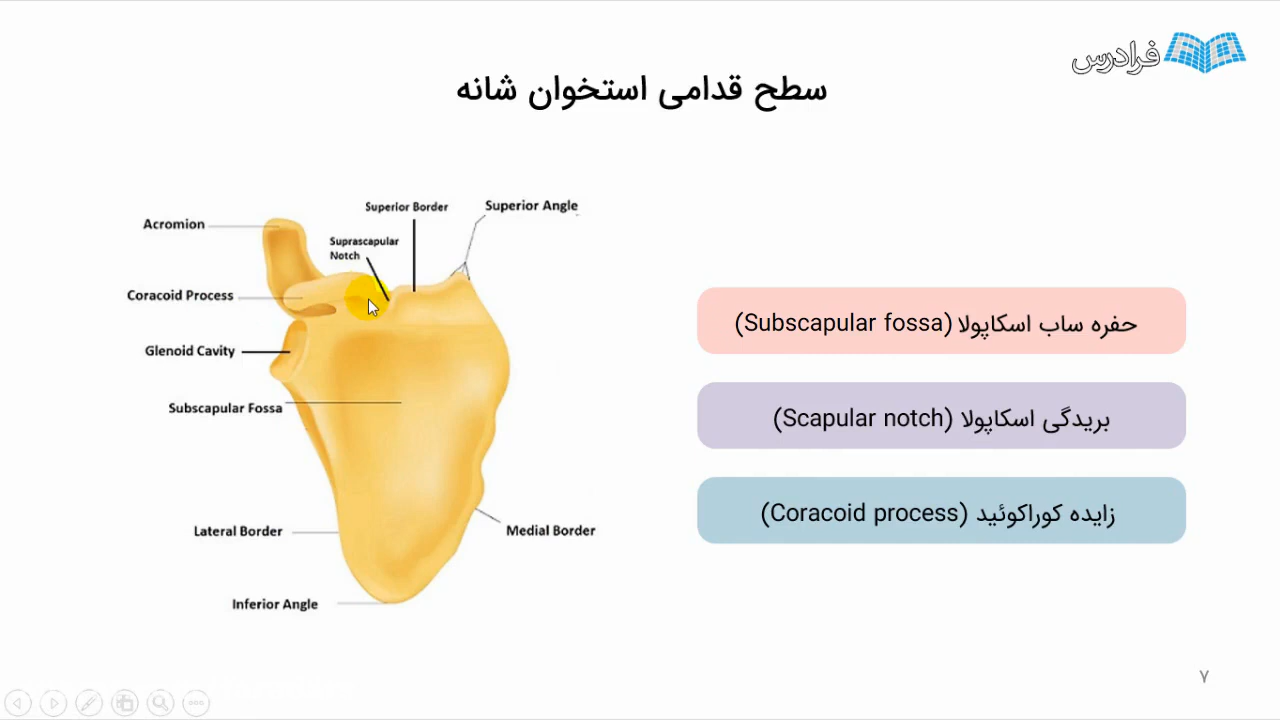 فرادرس
سطح قدامی استخوان شانه
Superior Border
Superior Angle
Acromion
Suprascapular
Notch
Coracoid Process
Glenoid Cavity
Subscapular Fossa
Lateral Border
Medial Border
Inferior Angle
حفره ساب اسکاپولا (Subscapular fossa)
بریدگی اسکاپولا (Scapular notch)
زایده کوراکوئید (Coracoid process)
۷